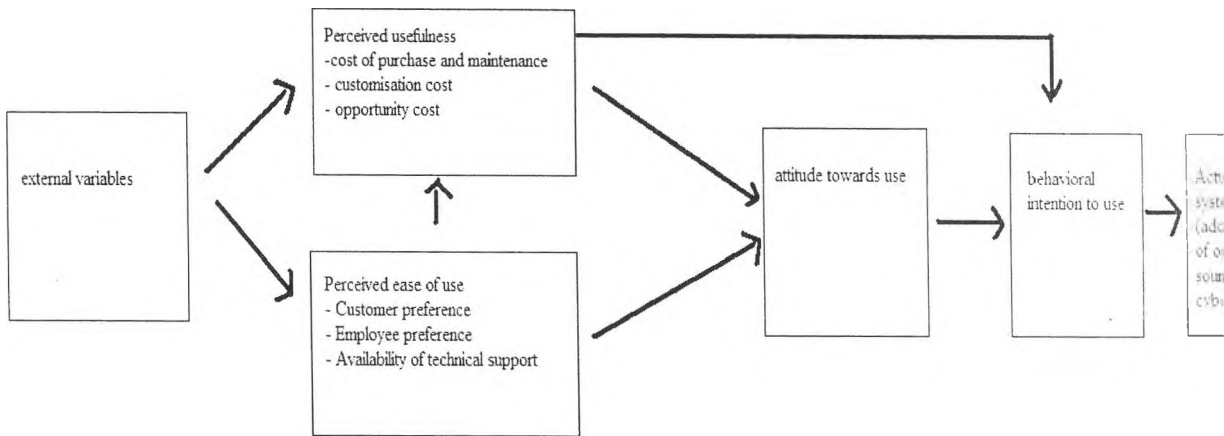 Perceived usefulness
-cost of purchase and maintenance
- customisation cost
- opportunity cost
external variables
Perceived ease of use
- Customer preference
- Employee preference
- Availability of technical support
attitude towards use
behavioral
intention to use